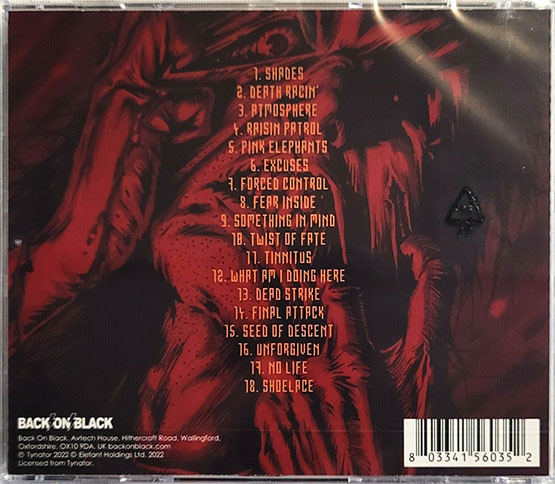 1. SHADES
2. DEATH RACIN'
3. ATMOSPHERE
4. RAISIN PATROL
5. PINK ELEPHANTS
6. EXCUSES
7. FORCED CONTROL
8. FEAR INSIDE
9. SOMETHING IN MIND
10. TWIST OF FATE
11. TINNITUS
12. WHAT AM I DOING HERE
13. DEAD STRIKE
14. FINAL ATTACK
15. SEED OF DESCENT
16. UNFORGIVEN
17. NO LIFE
18. SHOELACE
BACK ON BLACK
Back On Black, Avtech House, Hithercroft Road, Wallingford,
Oxfordshire, OX10 9DA, UK backonblack.com
℗ Tynator 2022 © Elefant Holdings Ltd. 2022
Licensed from Tynator.
8 03341 56035 2